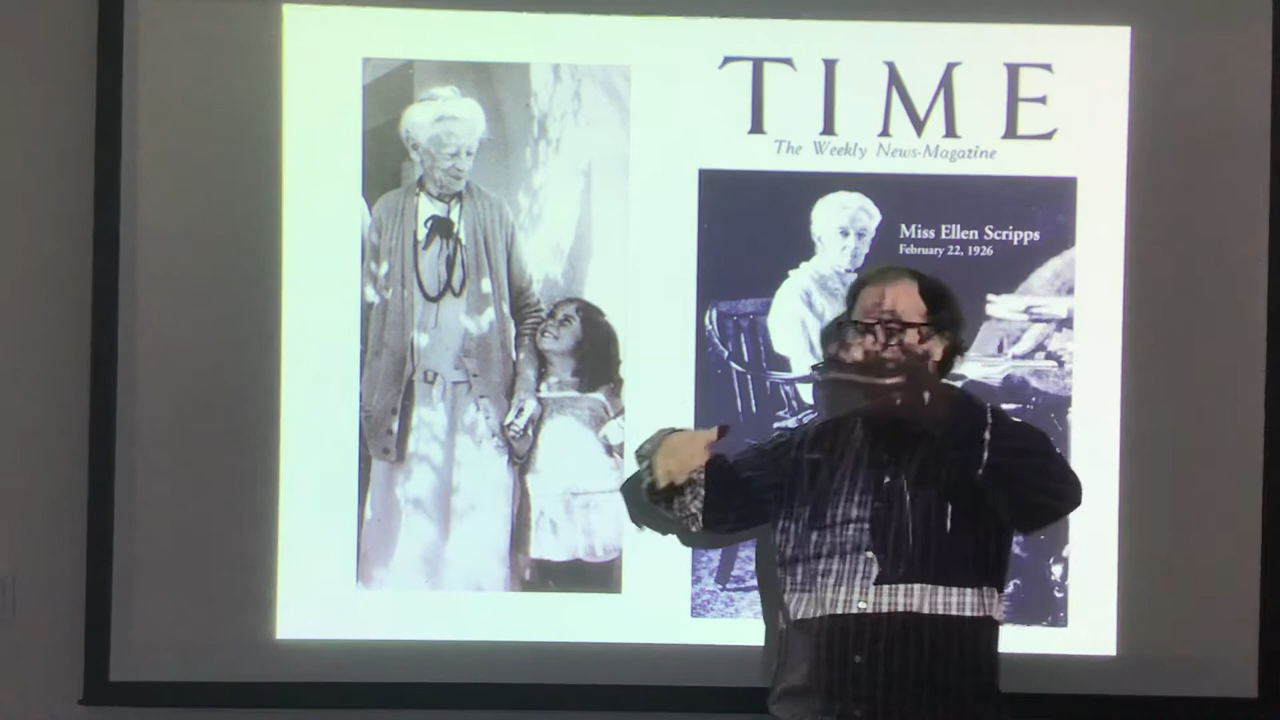 TIME
The Weekly News-Magazine
Miss Ellen Scripps
February 22, 1926